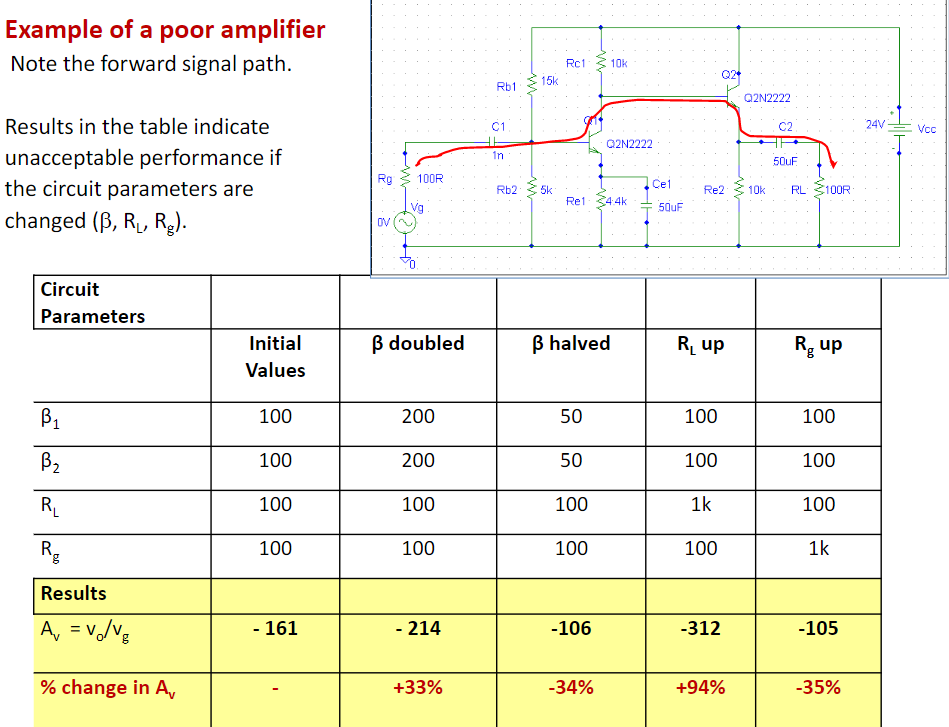 Example of a poor amplifier
Note the forward signal path.
Results in the table indicate
unacceptable performance if
the circuit parameters are
changed (β, R_L, R_g).
Rc1 10k
Q2
Rb1 15k
Q2N2222
C1
Q1
24V Vcc
C2
1n
Q2N2222
50uF
Rg 100R
Ce1
Rb2 5k
Re2 10k
RL 100R
Re1 4.4k
50uF
Vg
0V
0
Circuit
Parameters
Initial
Values β doubled β halved R_L up R_g up
β₁ 100 200 50 100 100
β₂ 100 200 50 100 100
R_L 100 100 100 1k 100
R_g 100 100 100 100 1k
Results
A_v = v_o/v_g - 161 - 214 -106 -312 -105
% change in A_v - +33% -34% +94% -35%